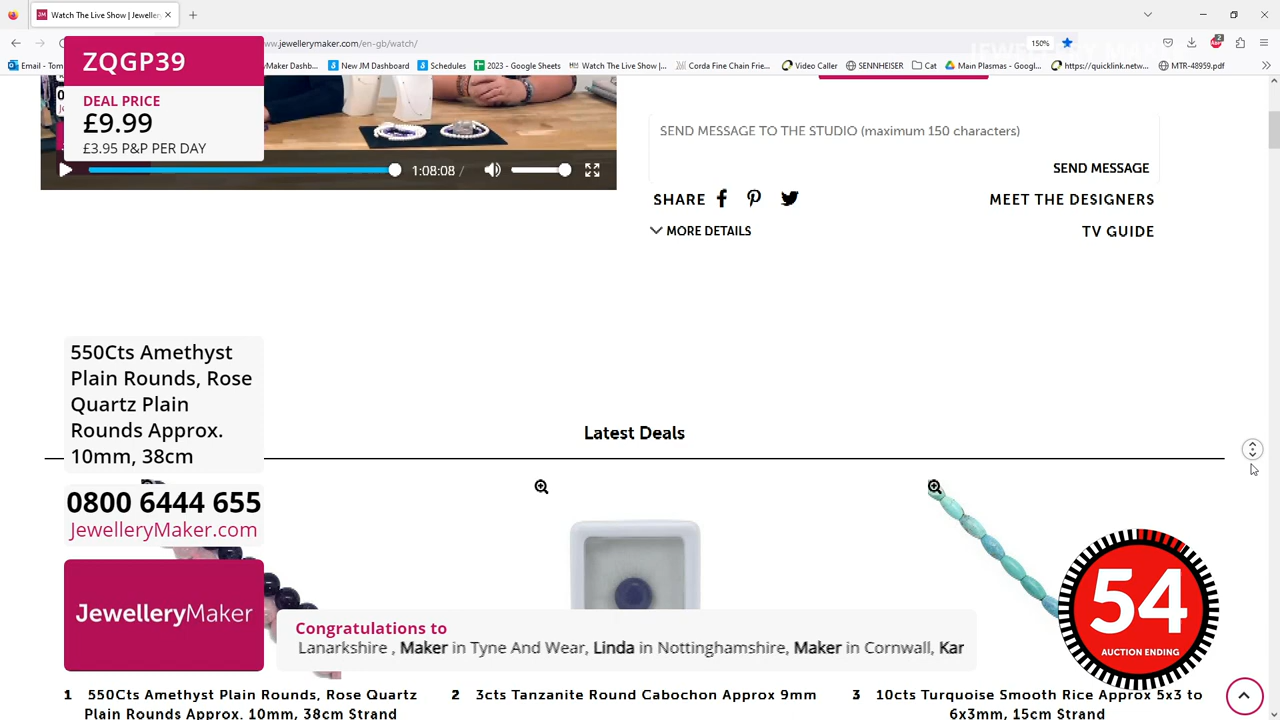 Watch The Live Show | Jeweller
ww.jewellerymaker.com/en-gb/watch/
150%
2
Email - Tom
Maker Dashb...
New JM Dashboard
Schedules
2023 - Google Sheets
Watch The Live Show |...
Corda Fine Chain Frie...
Video Caller
SENNHEISER
Cat
Main Plasmas - Googl...
https://quicklink.netw...
MTR-48959.pdf
ZQGP39
DEAL PRICE
£9.99
£3.95 P&P PER DAY
1:08:08 /
SEND MESSAGE TO THE STUDIO (maximum 150 characters)
SEND MESSAGE
SHARE
MEET THE DESIGNERS
MORE DETAILS
TV GUIDE
550Cts Amethyst
Plain Rounds, Rose
Quartz Plain
Rounds Approx.
10mm, 38cm
Latest Deals
0800 6444 655
JewelleryMaker.com
JewelleryMaker
Congratulations to
Lanarkshire , Maker in Tyne And Wear, Linda in Nottinghamshire, Maker in Cornwall, Kar
54
AUCTION ENDING
1 550Cts Amethyst Plain Rounds, Rose Quartz
Plain Rounds Approx. 10mm, 38cm Strand
2 3cts Tanzanite Round Cabochon Approx 9mm
3 10cts Turquoise Smooth Rice Approx 5x3 to
6x3mm, 15cm Strand